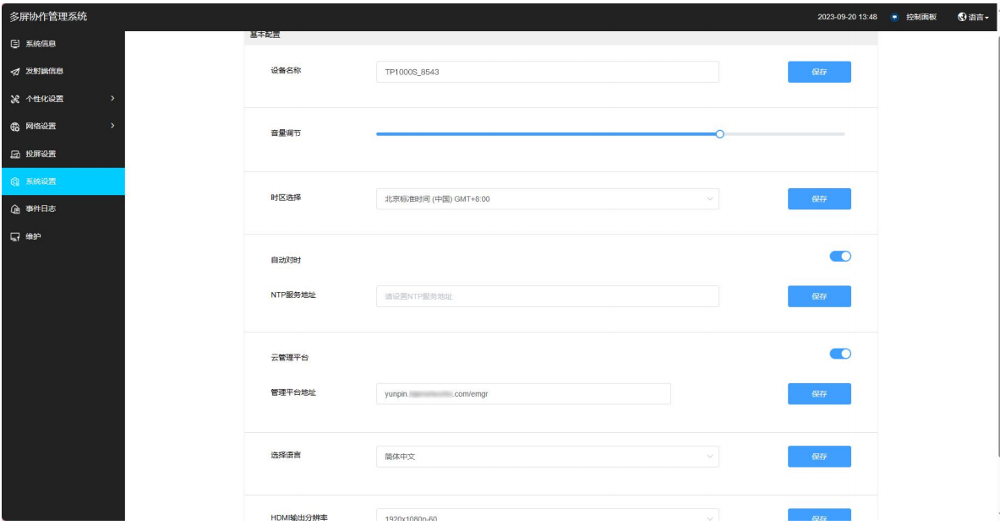 多屏协作管理系统
2023-09-20 13:48 控制面板 语言
系统信息
发射端信息
个性化设置
网络设置
投屏设置
系统设置
事件日志
维护
基本配置
设备名称 TP1000S_8543 保存
音量调节
时区选择 北京标准时间 (中国) GMT+8:00 保存
自动对时
NTP服务地址 请设置NTP服务地址 保存
云管理平台
管理平台地址 yunpin. .com/emgr 保存
选择语言 简体中文 保存
HDMI输出分辨率 1920x1080p-60 保存